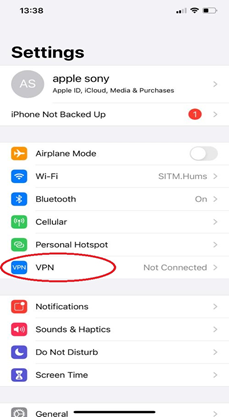 13:38
Settings
AS
apple sony
Apple ID, iCloud, Media & Purchases
iPhone Not Backed Up 1
Airplane Mode
Wi-Fi SITM.Hums
Bluetooth On
Cellular
Personal Hotspot
VPN VPN Not Connected
Notifications
Sounds & Haptics
Do Not Disturb
Screen Time
General